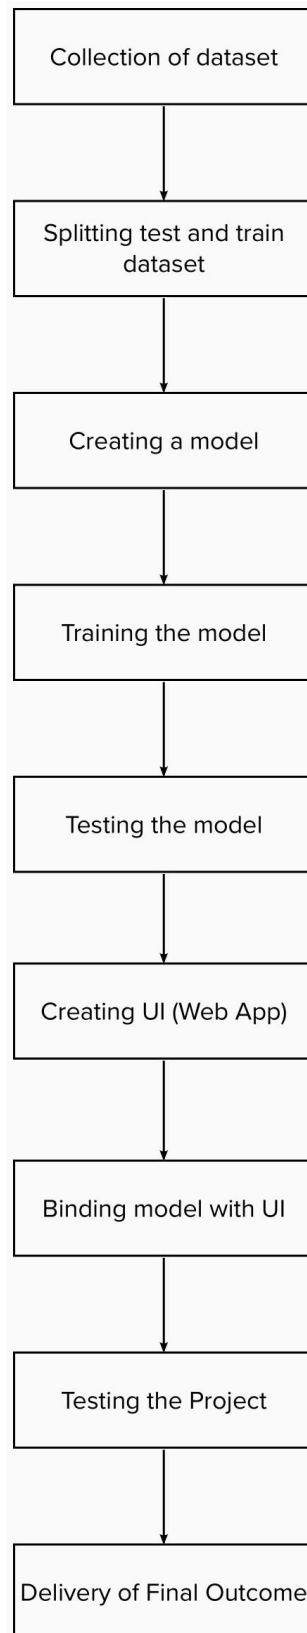 Collection of dataset
Splitting test and train
dataset
Creating a model
Training the model
Testing the model
Creating UI (Web App)
Binding model with UI
Testing the Project
Delivery of Final Outcome